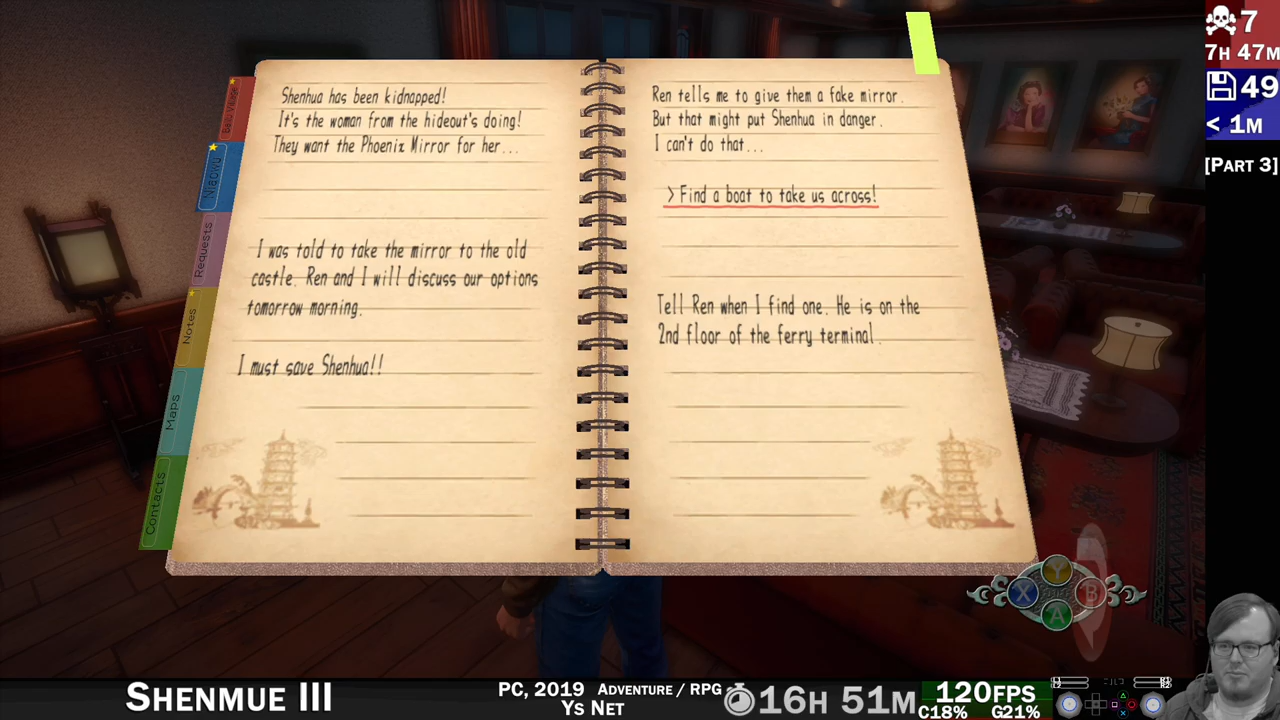 Shenhua has been kidnapped!
It's the woman from the hideout's doing!
They want the Phoenix Mirror for her...
I was told to take the mirror to the old
castle. Ren and I will discuss our options
tomorrow morning.
I must save Shenhua!!
Ren tells me to give them a fake mirror.
But that might put Shenhua in danger.
I can't do that...
> Find a boat to take us across!
Tell Ren when I find one. He is on the
2nd floor of the ferry terminal.
Bailu Village
Niaowu
Requests
Notes
Maps
Contacts
Y
X
B
A
7
7H 47M
49
< 1M
[PART 3]
SHENMUE III
PC, 2019 ADVENTURE / RPG
YS NET
16H 51M
120FPS
C18% G21%